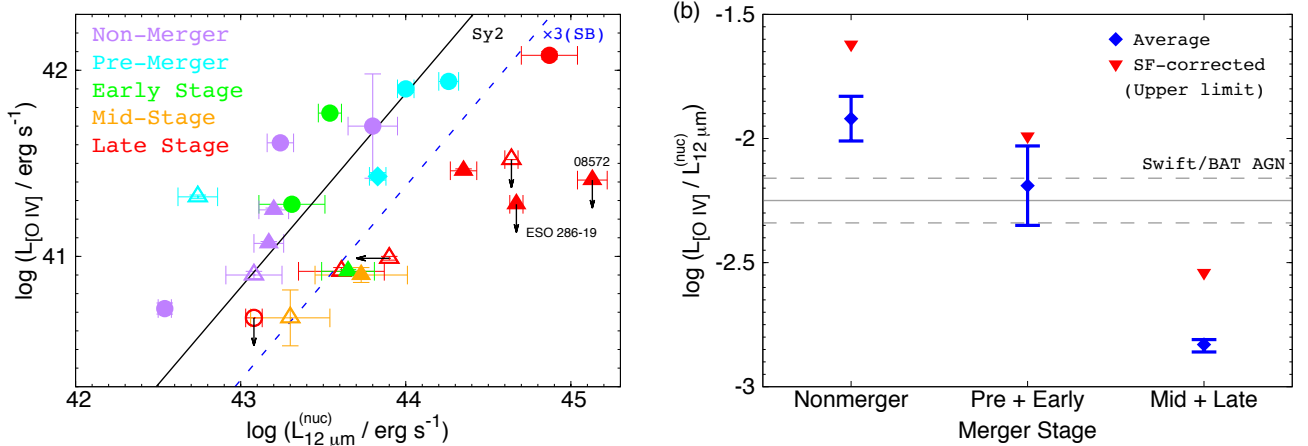 Non-Merger
Pre-Merger
Early Stage
Mid-Stage
Late Stage
Sy2
×3(SB)
08572
ESO 286-19
42
41
42
43
44
45
log (L[O IV] / erg s⁻¹)
log (L12 μm(nuc) / erg s⁻¹)
(b)
-1.5
-2
-2.5
-3
Average
SF-corrected
(Upper limit)
Swift/BAT AGN
Nonmerger
Pre + Early
Mid + Late
log (L[O IV] / L12 μm(nuc))
Merger Stage